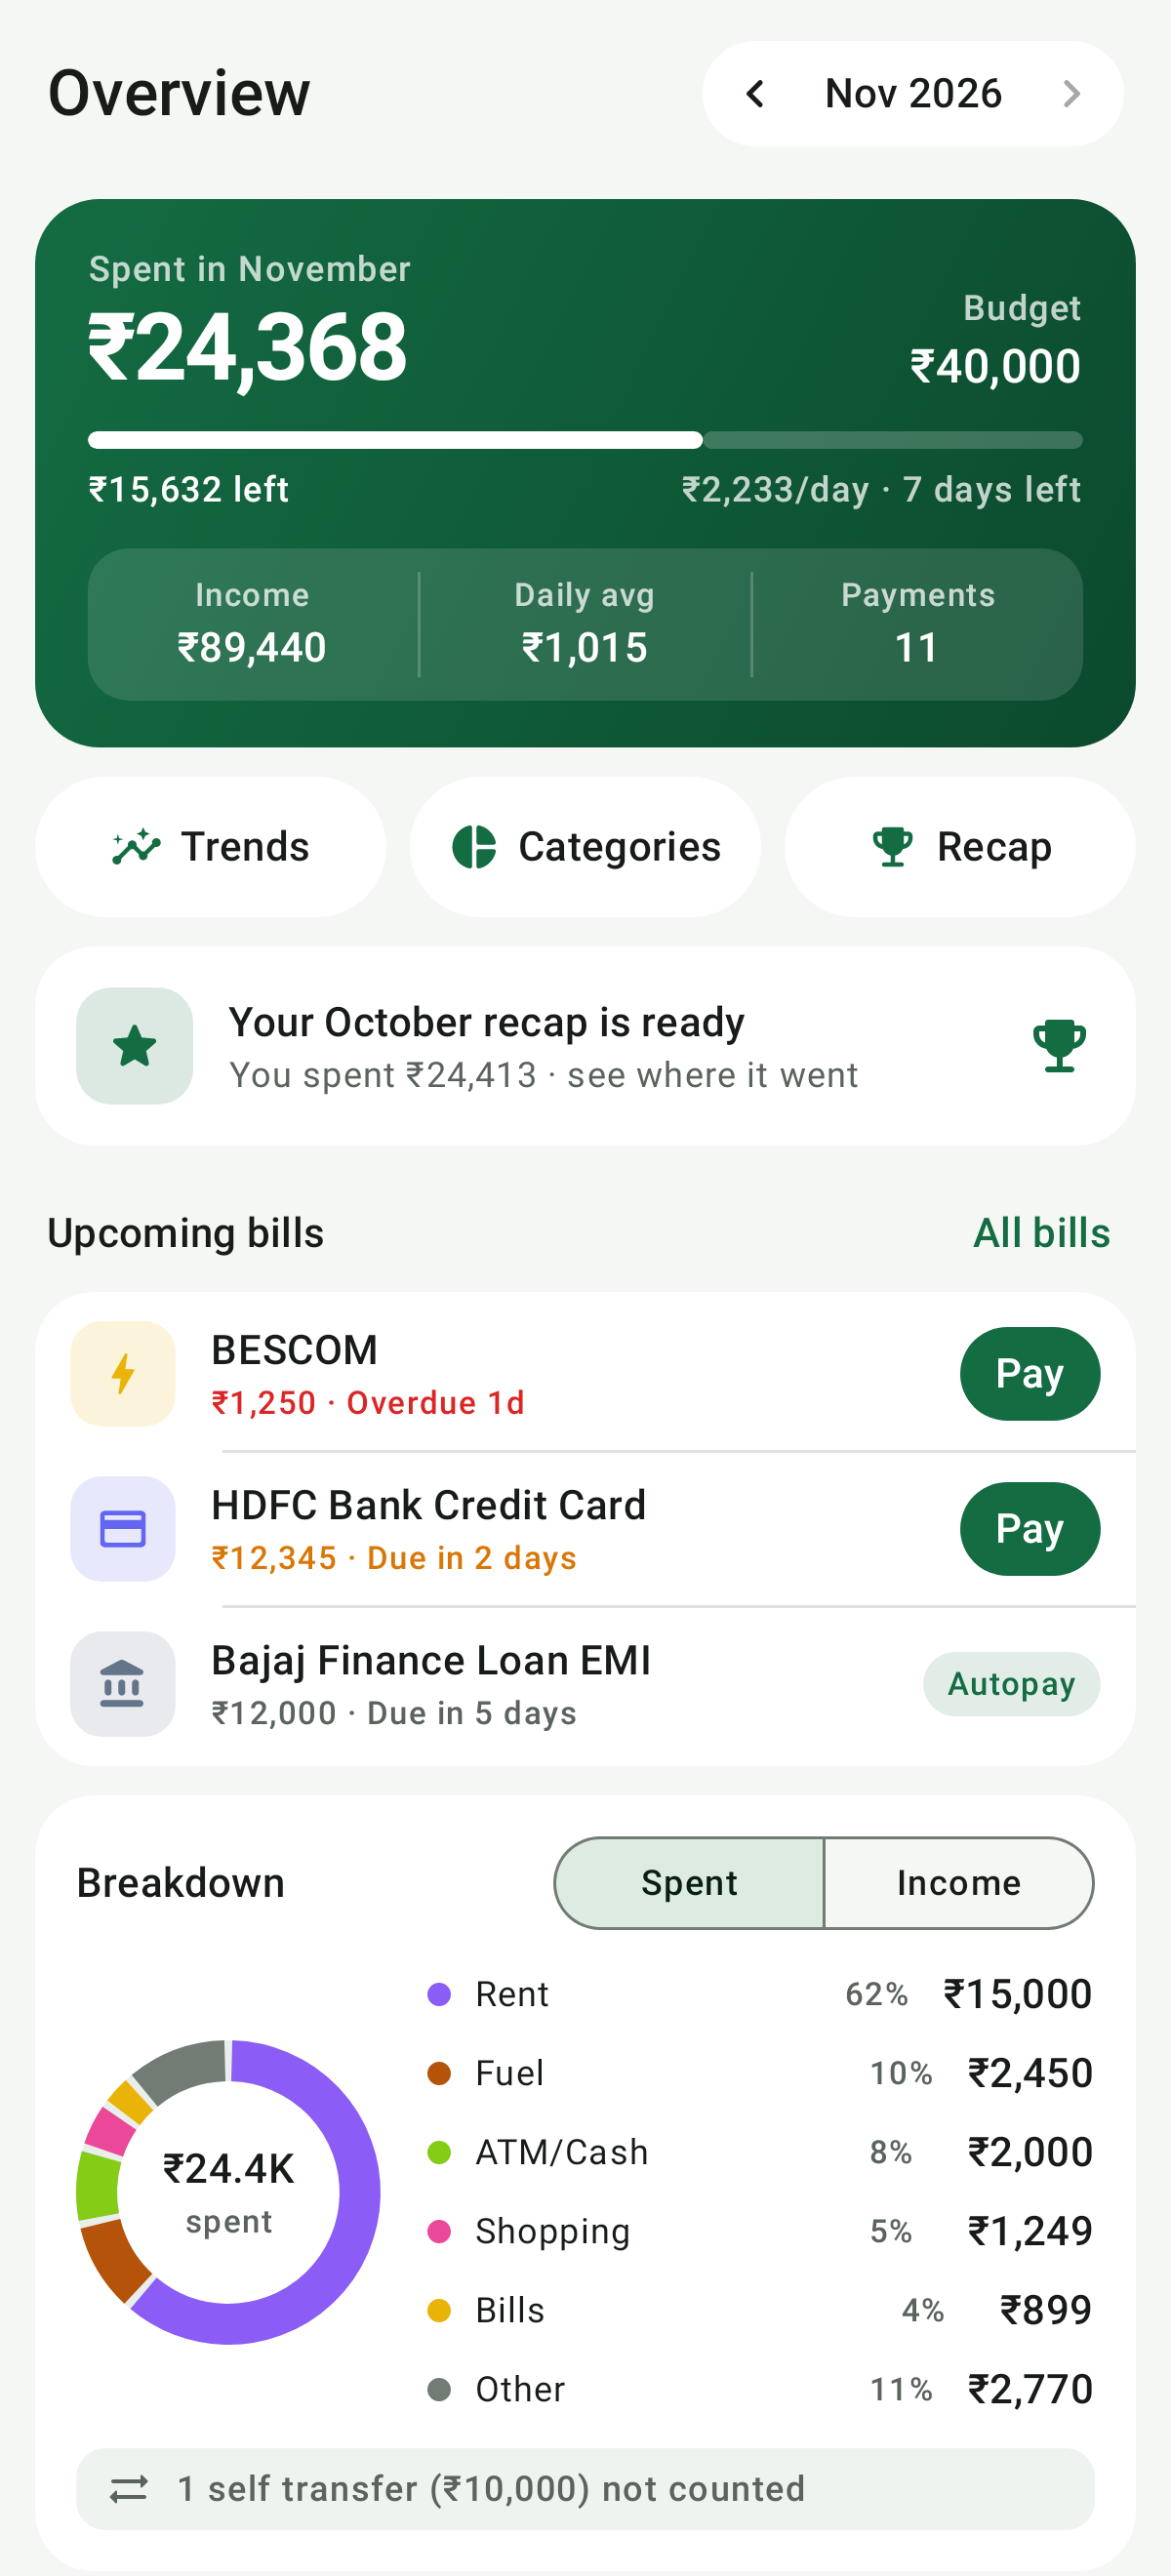 Overview
Nov 2026
Spent in November
₹24,368
Budget
₹40,000
₹15,632 left
₹2,233/day · 7 days left
Income
₹89,440
Daily avg
₹1,015
Payments
11
Trends
Categories
Recap
Your October recap is ready
You spent ₹24,413 · see where it went
Upcoming bills
All bills
BESCOM
₹1,250 · Overdue 1d
Pay
HDFC Bank Credit Card
₹12,345 · Due in 2 days
Pay
Bajaj Finance Loan EMI
₹12,000 · Due in 5 days
Autopay
Breakdown
Spent
Income
₹24.4K
spent
Rent 62% ₹15,000
Fuel 10% ₹2,450
ATM/Cash 8% ₹2,000
Shopping 5% ₹1,249
Bills 4% ₹899
Other 11% ₹2,770
1 self transfer (₹10,000) not counted